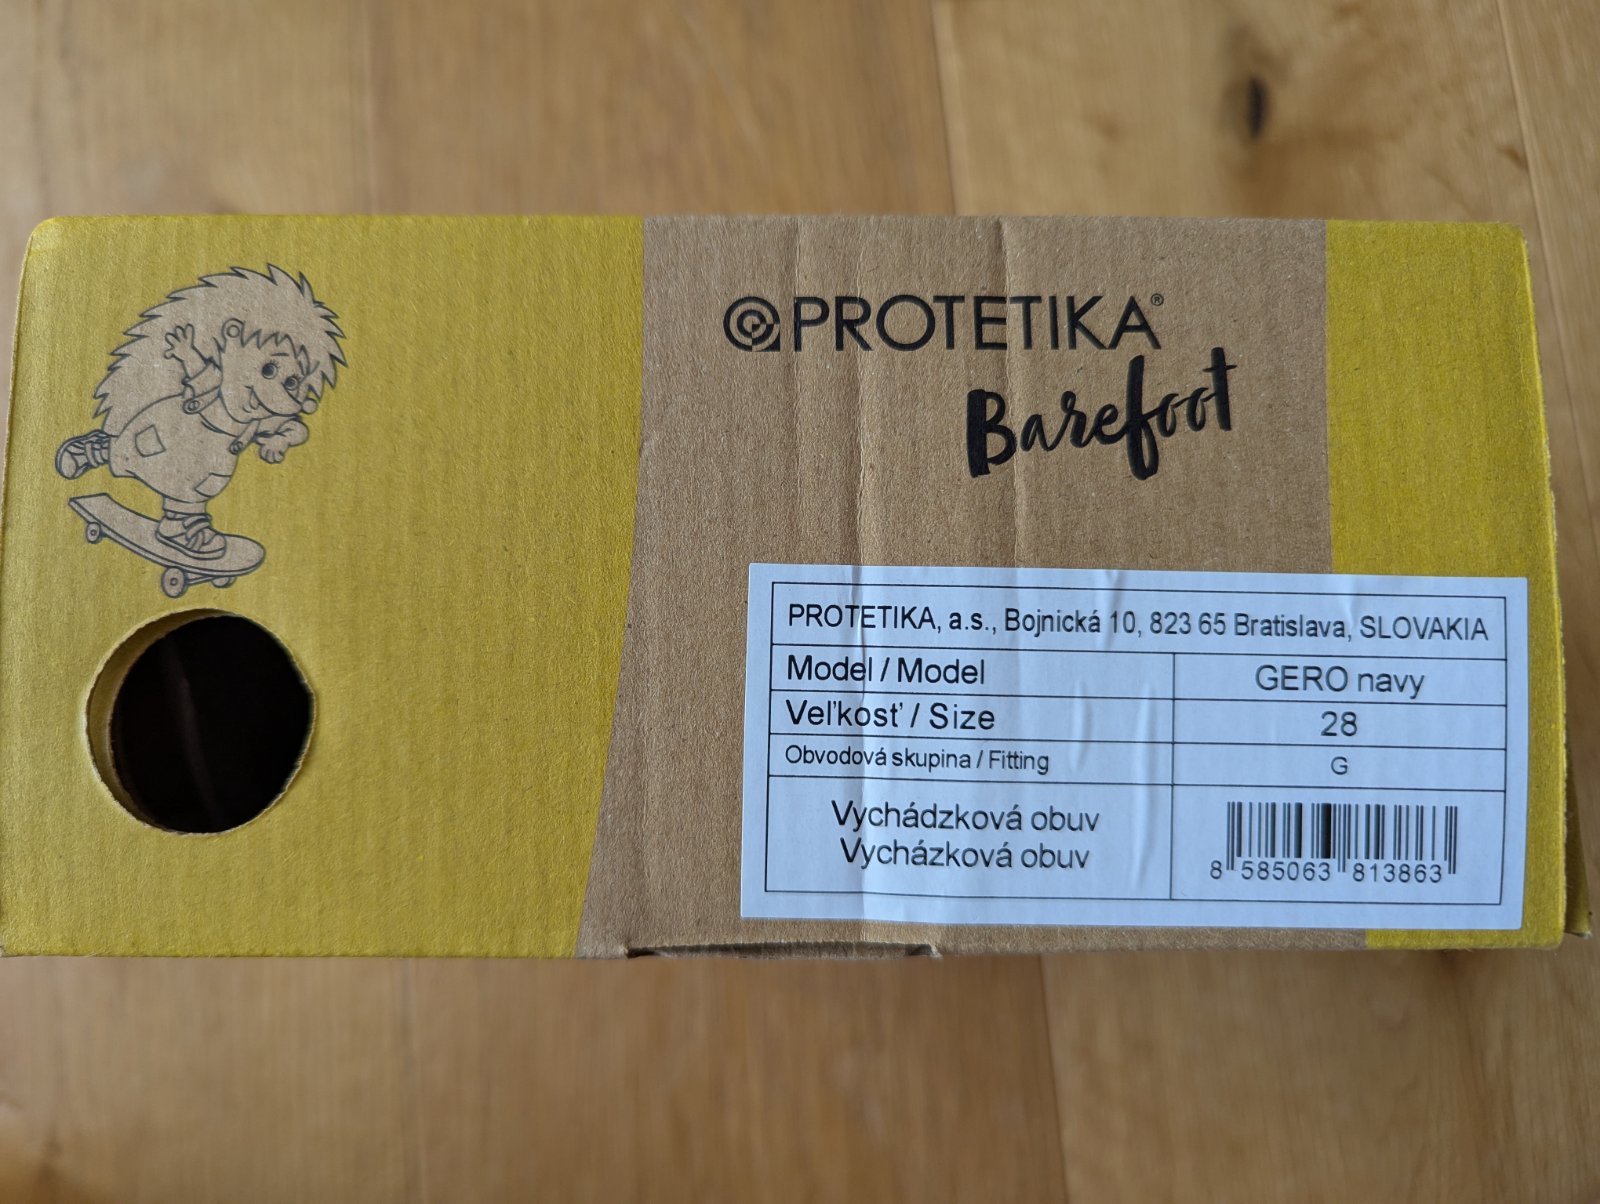 PROTETIKA®
Barefoot
PROTETIKA, a.s., Bojnická 10, 823 65 Bratislava, SLOVAKIA
Model / Model GERO navy
Veľkosť / Size 28
Obvodová skupina / Fitting G
Vychádzková obuv
Vycházková obuv
8 585063 813863